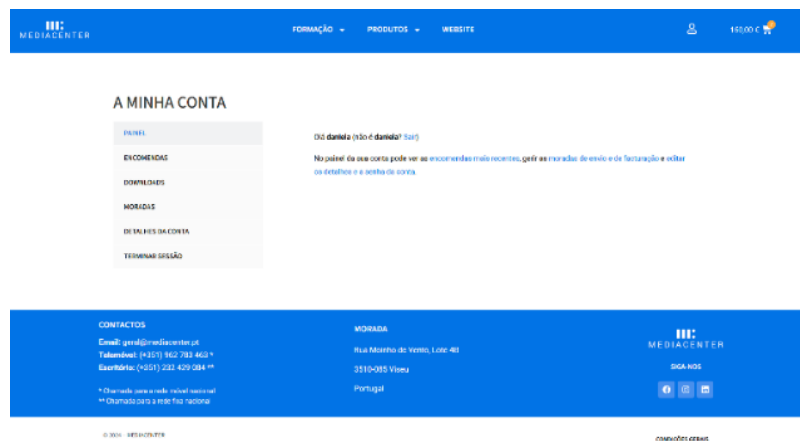 MEDIACENTER
FORMAÇÃO
PRODUTOS
WEBSITE
A MINHA CONTA
PAINEL
Olá daniela (não é daniela? Sair)
ENCOMENDAS
No painel da sua conta pode ver as encomendas mais recentes, gerir as moradas de envio e de facturação e editar
os detalhes e a senha da conta.
DOWNLOADS
MORADAS
DETALHES DA CONTA
TERMINAR SESSÃO
CONTACTOS
Email: geral@mediacenter.pt
Telemóvel: (+351) 962 783 463 *
Escritório: (+351) 232 429 084 **
* Chamada para a rede móvel nacional
** Chamada para a rede fixa nacional
MORADA
Rua Moinho de Vento, Lote
3510-085 Viseu
Portugal
MEDIACENTER
SIGA-NOS
© 2024 MEDIACENTER
CONDIÇÕES GERAIS